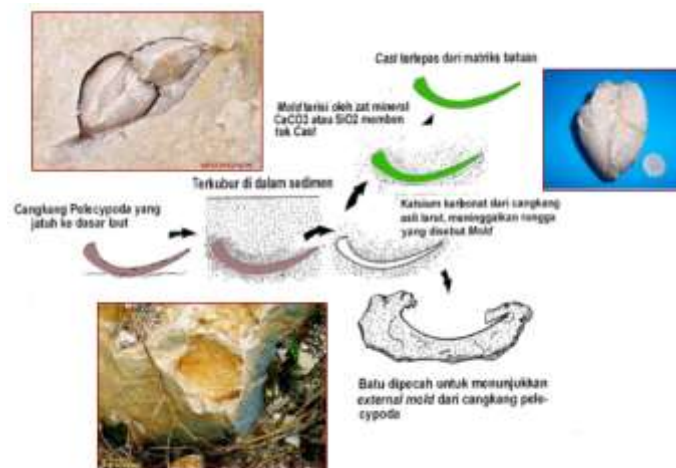 Cast terlepas dari matriks batuan
Mold terisi oleh zat mineral
CaCO3 atau SiO2 memben
tuk Cast
Terkubur di dalam sedimen
Cangkang Pelecypoda yang
jatuh ke dasar laut
Kalsium karbonat dari cangkang
asli larut, meninggalkan rongga
yang disebut Mold
Batu dipecah untuk menunjukkan
external mold dari cangkang pele-
cypoda